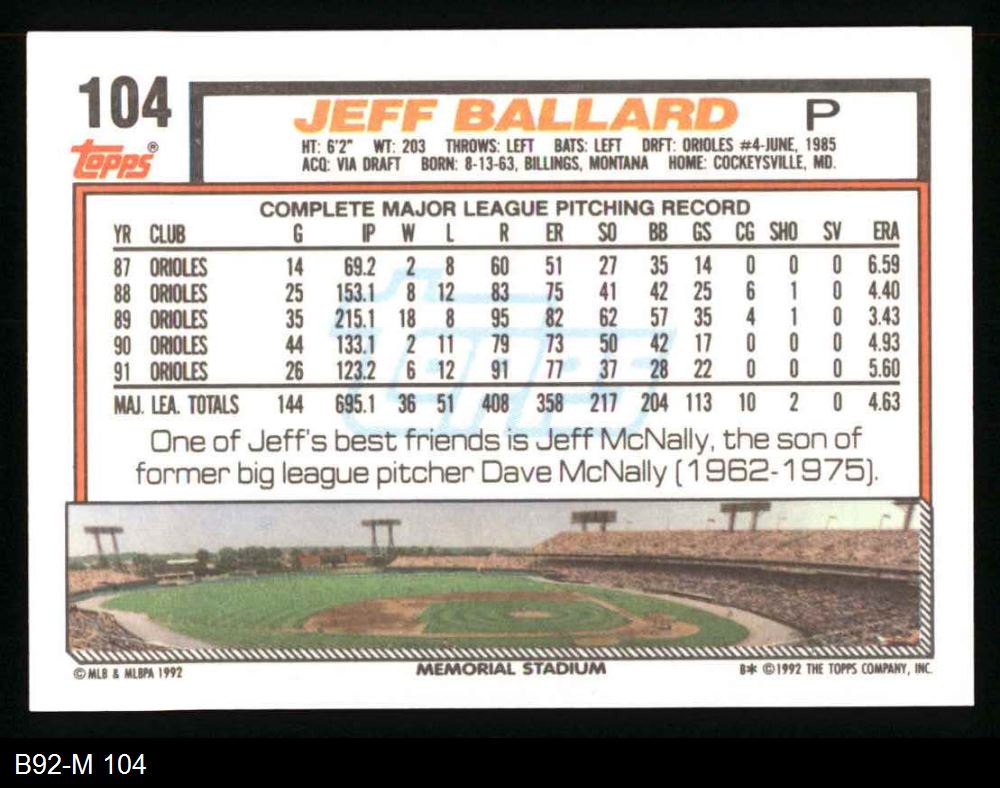 104
topps®
JEFF BALLARD P
HT: 6'2" WT: 203 THROWS: LEFT BATS: LEFT DRFT: ORIOLES #4-JUNE, 1985
ACQ: VIA DRAFT BORN: 8-13-63, BILLINGS, MONTANA HOME: COCKEYSVILLE, MD.
COMPLETE MAJOR LEAGUE PITCHING RECORD
YR CLUB G IP W L R ER SO BB GS CG SHO SV ERA
87 ORIOLES 14 69.2 2 8 60 51 27 35 14 0 0 0 6.59
88 ORIOLES 25 153.1 8 12 83 75 41 42 25 6 1 0 4.40
89 ORIOLES 35 215.1 18 8 95 82 62 57 35 4 1 0 3.43
90 ORIOLES 44 133.1 2 11 79 73 50 42 17 0 0 0 4.93
91 ORIOLES 26 123.2 6 12 91 77 37 28 22 0 0 0 5.60
MAJ. LEA. TOTALS 144 695.1 36 51 408 358 217 204 113 10 2 0 4.63
topps
One of Jeff's best friends is Jeff McNally, the son of
former big league pitcher Dave McNally (1962-1975).
© MLB & MLBPA 1992 MEMORIAL STADIUM B* ©1992 THE TOPPS COMPANY, INC.
B92-M 104